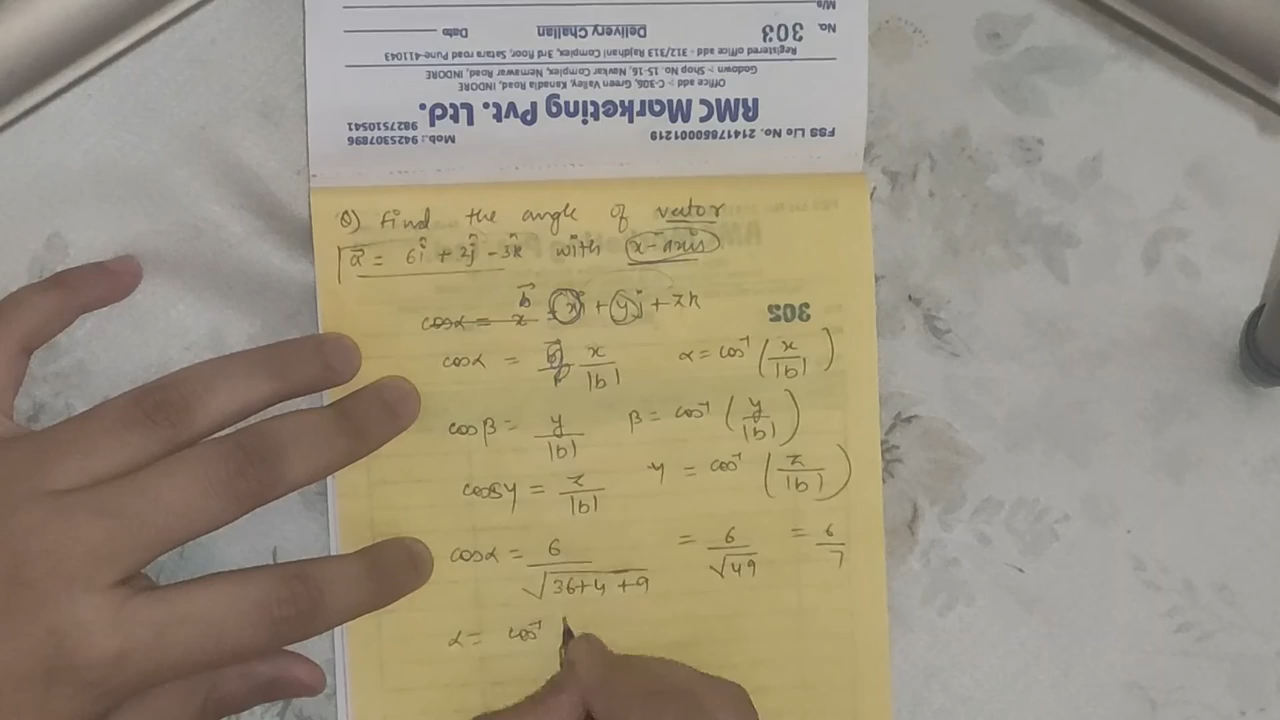 M/s
No. 303 Delivery Challan Date
Registered office add - 312/313 Rajdhani Complex, 3rd floor, Satara road Pune-411043
Godown :- Shop No. 15-16, Navkar Complex, Nemawar Road, INDORE
Office add :- C-306, Green Valley, Kanadia Road, INDORE
RMC Marketing Pvt. Ltd.
FSS Lic No. 21417850001219 Mob.: 9425307896
9827510541
Q) find the angle of vector
a⃗ = 6î + 2ĵ - 3k̂ with x-axis
cosα = x b⃗ = xi + yj + zk
305
cosα = x/|b| α = cos⁻¹ (x/|b|)
cosβ = y/|b| β = cos⁻¹ (y/|b|)
cosγ = z/|b| γ = cos⁻¹ (z/|b|)
cosα = 6/√36+4+9 = 6/√49 = 6/7
α = cos⁻¹